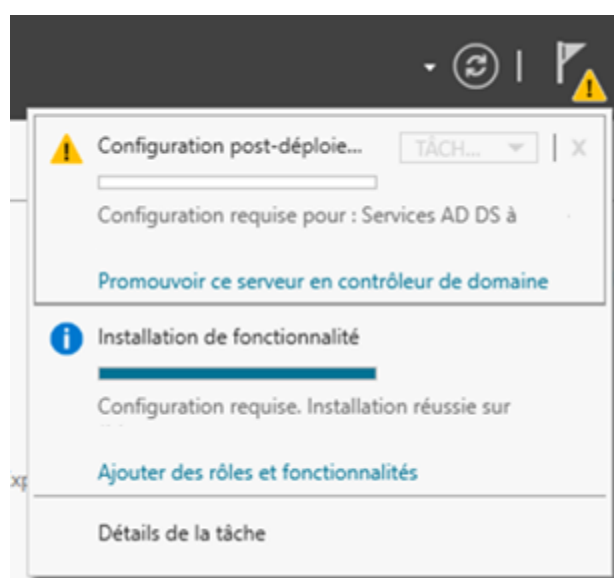 Configuration post-déploie... TÂCH... X
Configuration requise pour : Services AD DS à
Promouvoir ce serveur en contrôleur de domaine
Installation de fonctionnalité
Configuration requise. Installation réussie sur
Ajouter des rôles et fonctionnalités
Détails de la tâche